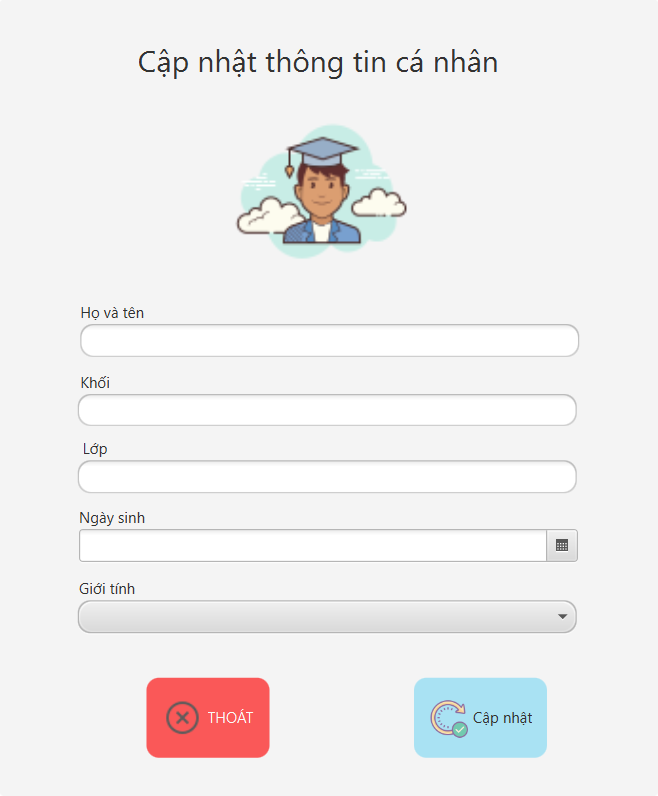 Cập nhật thông tin cá nhân
Họ và tên
Khối
Lớp
Ngày sinh
Giới tính
THOÁT
Cập nhật